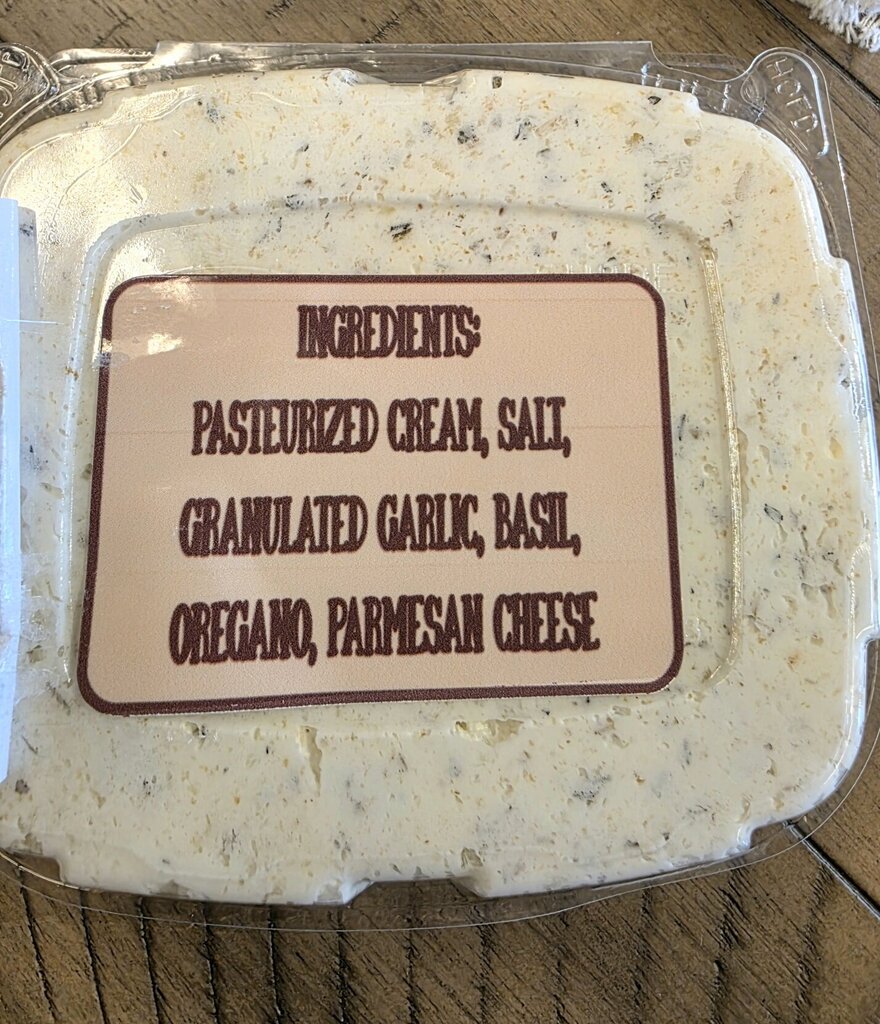 INGREDIENTS:
PASTEURIZED CREAM, SALT,
GRANULATED GARLIC, BASIL,
OREGANO, PARMESAN CHEESE